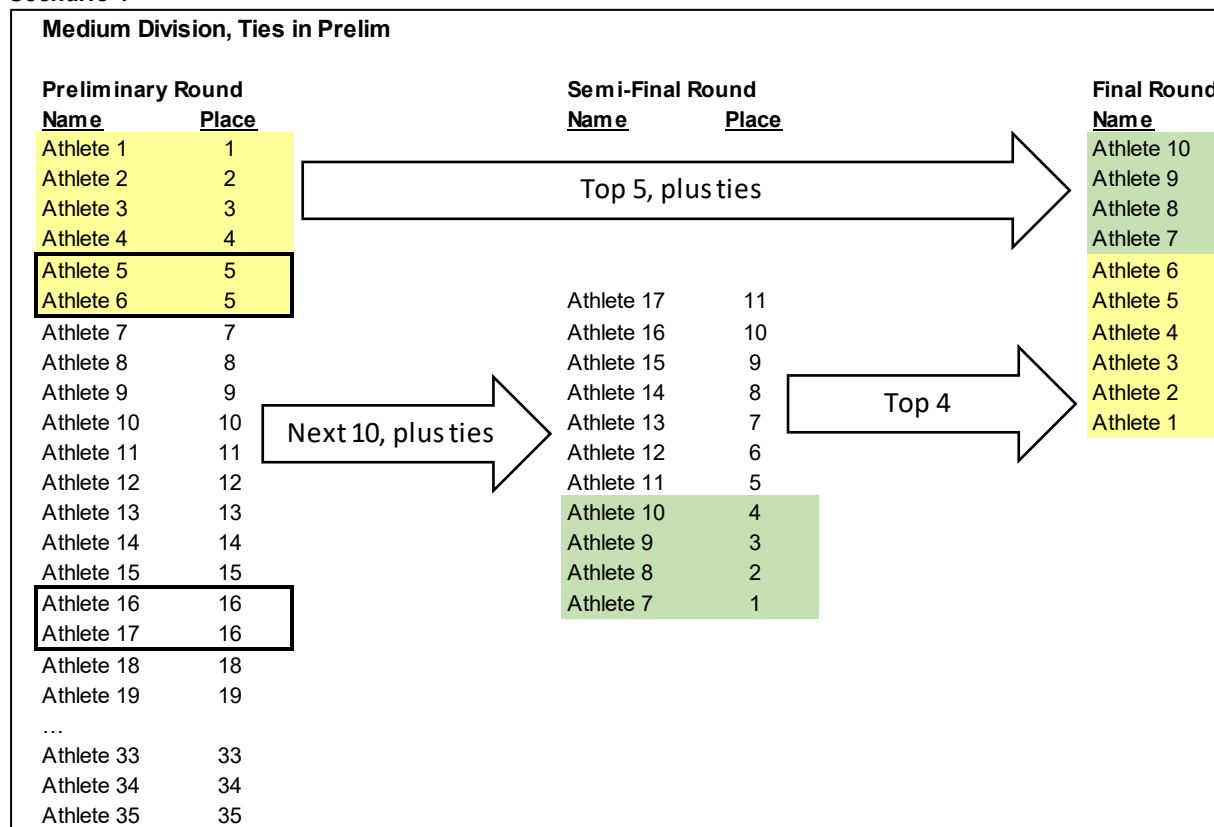 Medium Division, Ties in Prelim
Preliminary Round Semi-Final Round Final Round
Name Place Name Place Name
Athlete 1 1 Athlete 10
Athlete 2 2 Top 5, plus ties Athlete 9
Athlete 3 3 Athlete 8
Athlete 4 4 Athlete 7
Athlete 5 5 Athlete 6
Athlete 6 5 Athlete 17 11 Athlete 5
Athlete 7 7 Athlete 16 10 Athlete 4
Athlete 8 8 Athlete 15 9 Athlete 3
Athlete 9 9 Athlete 14 8 Top 4 Athlete 2
Athlete 10 10 Next 10, plus ties Athlete 13 7 Athlete 1
Athlete 11 11 Athlete 12 6
Athlete 12 12 Athlete 11 5
Athlete 13 13 Athlete 10 4
Athlete 14 14 Athlete 9 3
Athlete 15 15 Athlete 8 2
Athlete 16 16 Athlete 7 1
Athlete 17 16
Athlete 18 18
Athlete 19 19
…
Athlete 33 33
Athlete 34 34
Athlete 35 35